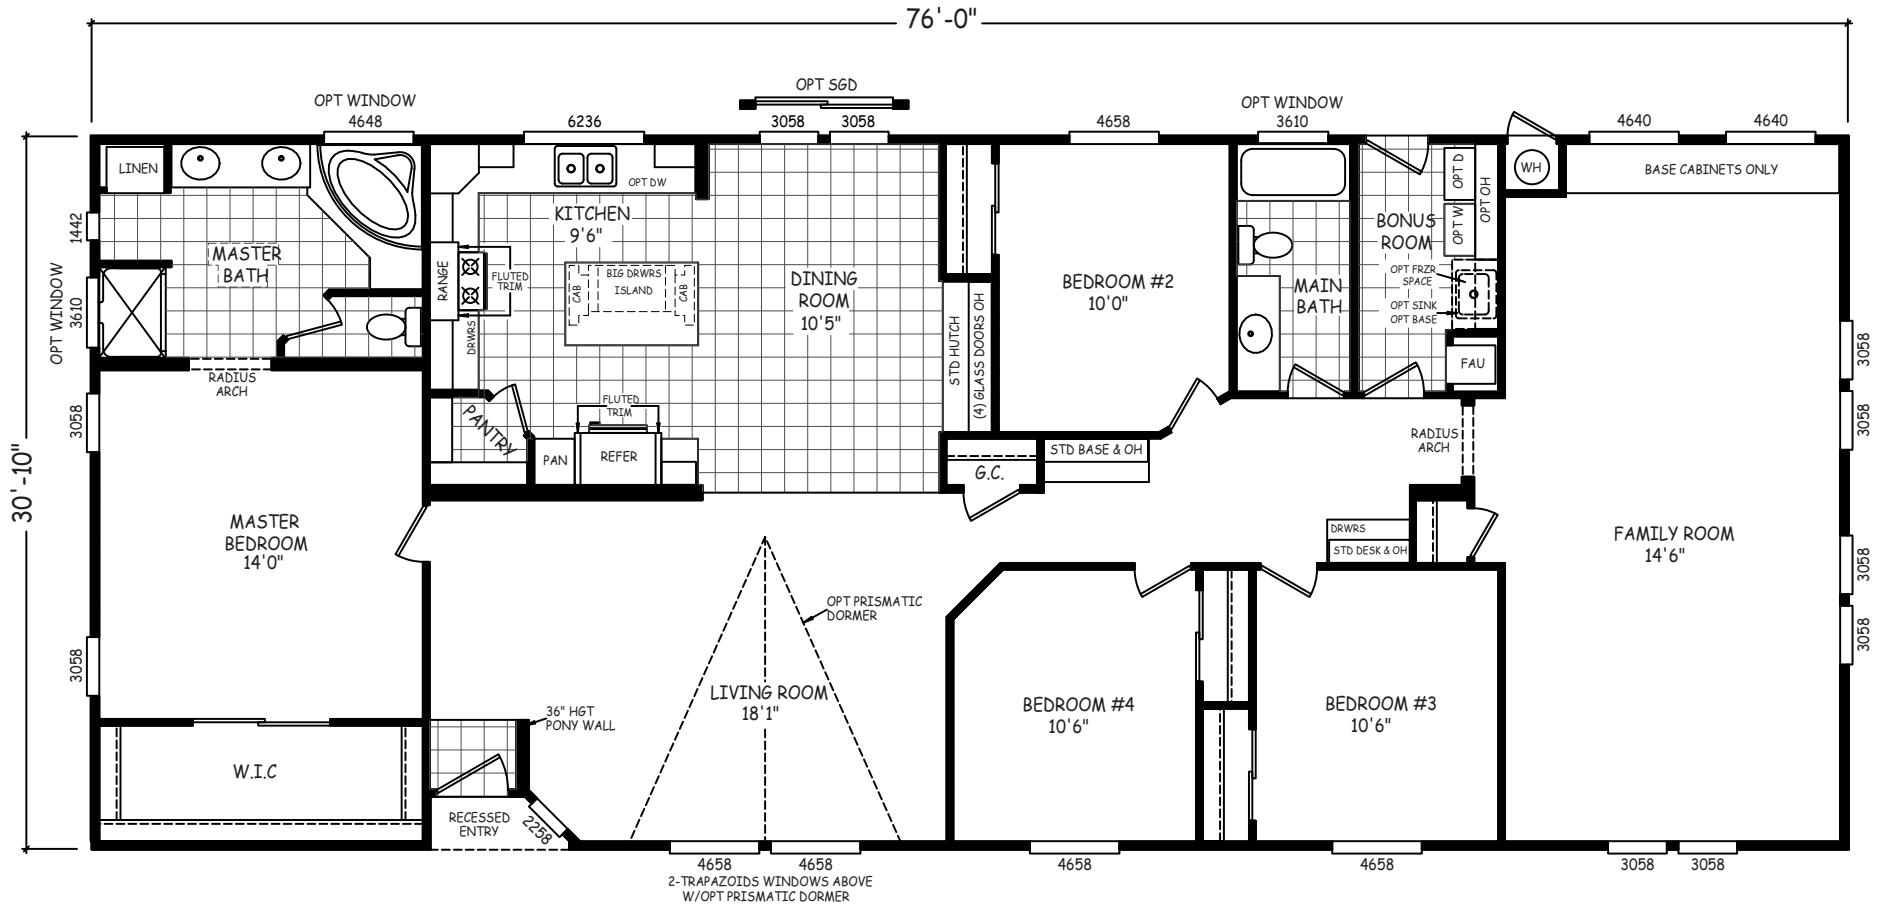 76'-0"
OPT SGD
OPT WINDOW
OPT WINDOW
4648
6236
3058
3058
4658
3610
4640
4640
LINEN
OPT DW
OPT D
OPT W
OPT OH
WH
BASE CABINETS ONLY
1442
OPT WINDOW
3610
MASTER
BATH
KITCHEN
9'6"
RANGE
FLUTED
TRIM
DRWRS
CAB
BIG DRWRS
ISLAND
CAB
DINING
ROOM
10'5"
STD HUTCH
(4) GLASS DOORS OH
BEDROOM #2
10'0"
MAIN
BATH
BONUS
ROOM
OPT FRZR
SPACE
OPT SINK
OPT BASE
FAU
3058
3058
RADIUS
ARCH
3058
PANTRY
FLUTED
TRIM
PAN
REFER
G.C.
STD BASE & OH
RADIUS
ARCH
30'-10"
MASTER
BEDROOM
14'0"
DRWRS
STD DESK & OH
FAMILY ROOM
14'6"
3058
3058
OPT PRISMATIC
DORMER
3058
LIVING ROOM
18'1"
BEDROOM #4
10'6"
BEDROOM #3
10'6"
36" HGT
PONY WALL
W.I.C
RECESSED
ENTRY
2258
4658
4658
4658
4658
3058
3058
2-TRAPAZOIDS WINDOWS ABOVE
W/OPT PRISMATIC DORMER